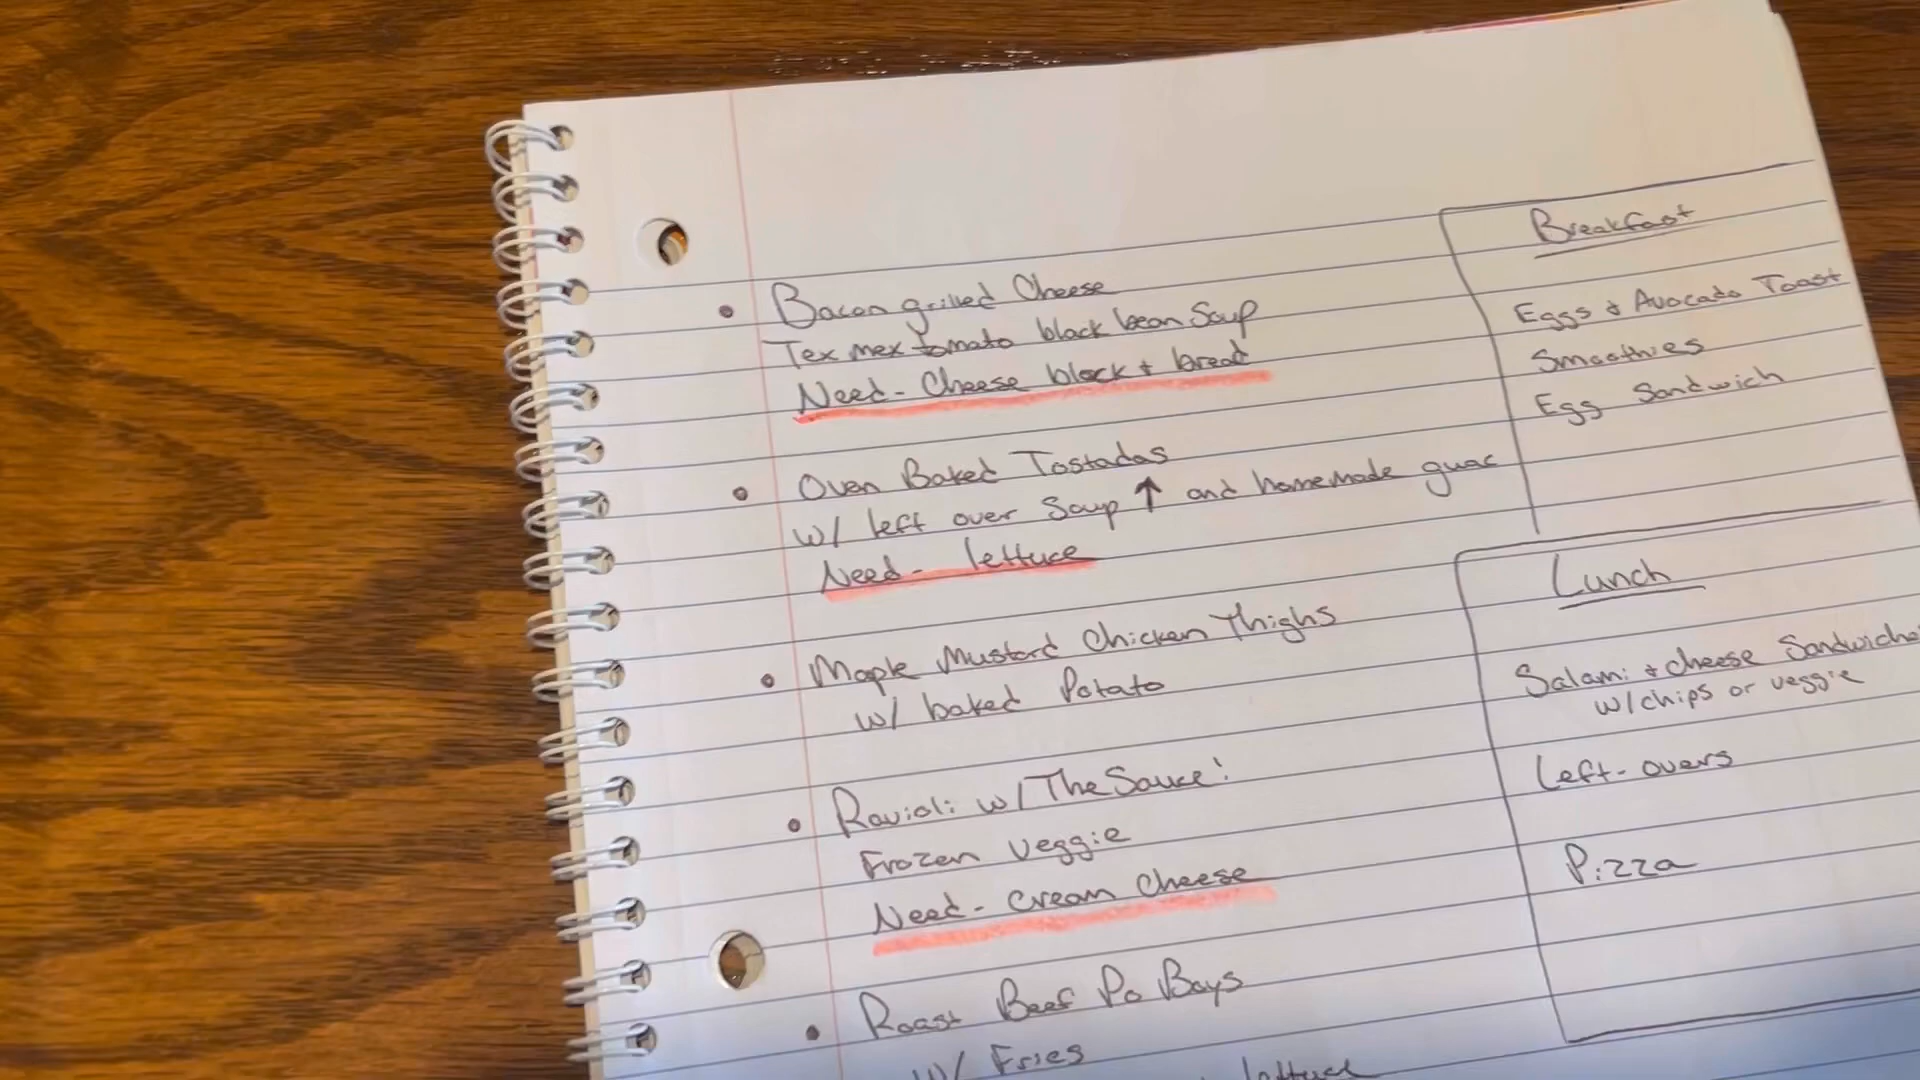 Bacon grilled Cheese
Tex mex tomato black bean Soup
Need - Cheese block + bread
Oven Baked Tostadas
w/ left over Soup ↑ and homemade guac
Need - lettuce
Maple Mustard Chicken Thighs
w/ baked Potato
Ravioli w/ The Sauce!
Frozen veggie
Need - Cream Cheese
Roast Beef Po Boys
w/ Fries
lettuce
Breakfast
Eggs & Avocado Toast
Smoothies
Egg Sandwich
Lunch
Salami + cheese Sandwiche
w/chips or veggie
Left-overs
Pizza